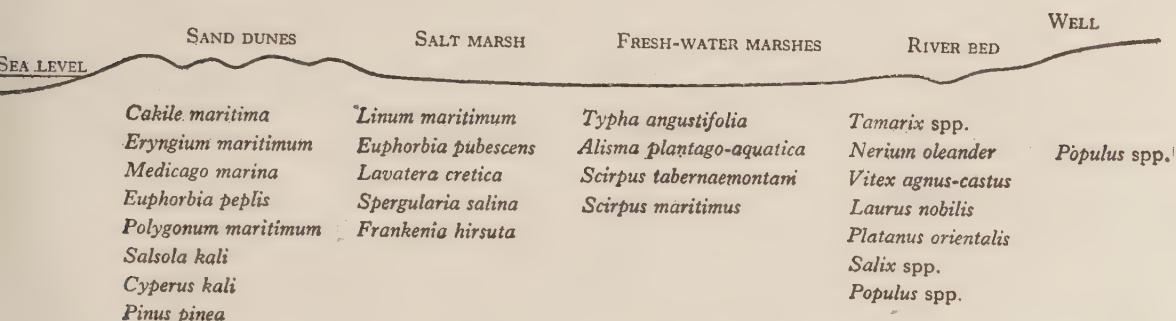 WELL
SAND DUNES
SALT MARSH
FRESH-WATER MARSHES
RIVER BED
SEA LEVEL
Cakile maritima
Eryngium maritimum
Medicago marina
Euphorbia peplis
Polygonum maritimum
Salsola kali
Cyperus kali
Pinus pinea
Linum maritimum
Euphorbia pubescens
Lavatera cretica
Spergularia salina
Frankenia hirsuta
Typha angustifolia
Alisma plantago-aquatica
Scirpus tabernaemontani
Scirpus maritimus
Tamarix spp.
Nerium oleander
Vitex agnus-castus
Laurus nobilis
Platanus orientalis
Salix spp.
Populus spp.
Populus spp.